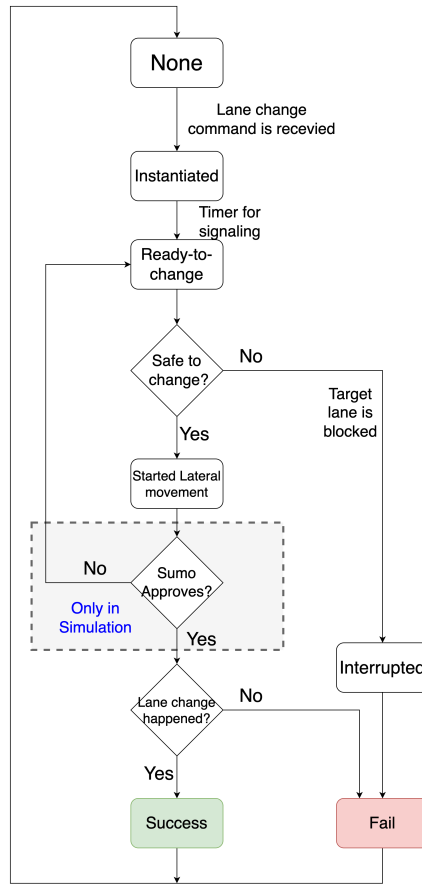 None
Lane change
command is recevied
Instantiated
Timer for
signaling
Ready-to-
change
Safe to
change?
No
Target
lane is
blocked
Yes
Started Lateral
movement
No
Sumo
Approves?
Only in
Simulation
Yes
Interrupted
Lane change
happened?
No
Yes
Success
Fail